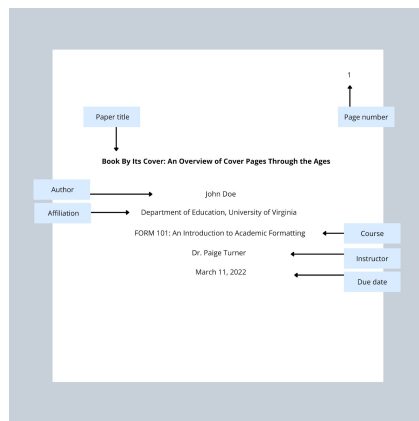 1
Paper title
Page number
Book By Its Cover: An Overview of Cover Pages Through the Ages
Author
John Doe
Affiliation
Department of Education, University of Virginia
FORM 101: An Introduction to Academic Formatting
Course
Dr. Paige Turner
Instructor
March 11, 2022
Due date